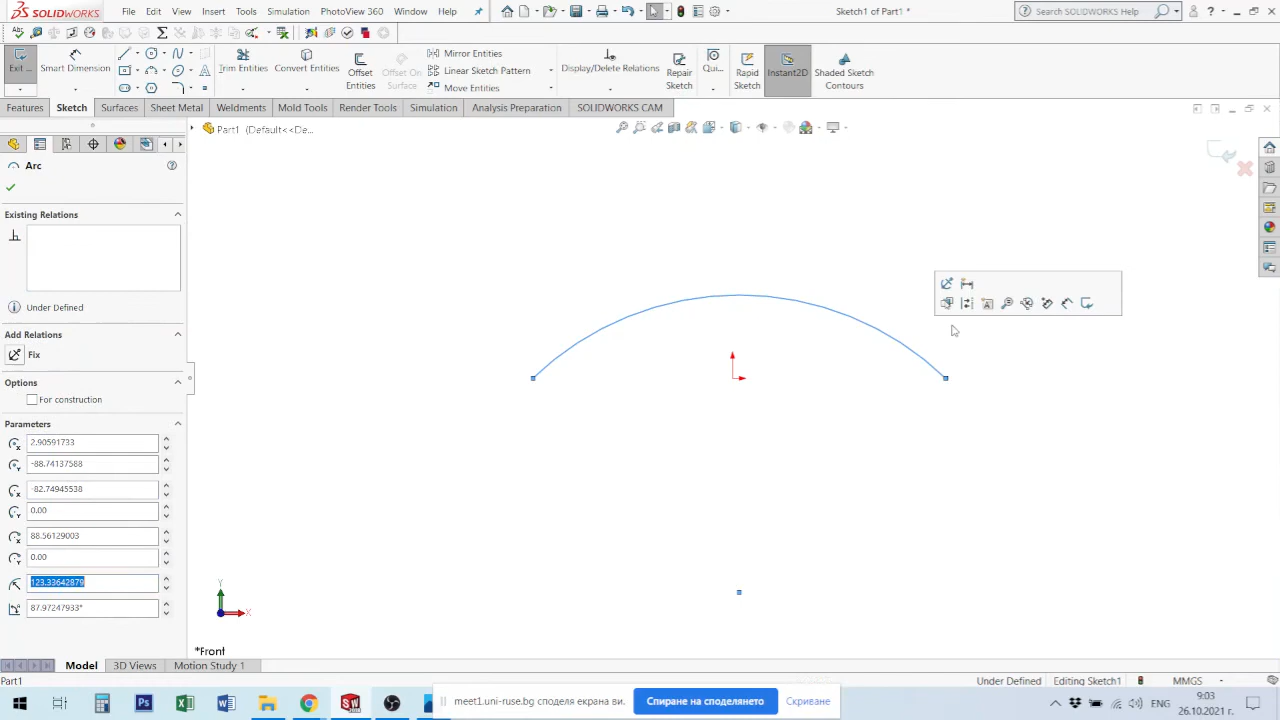 SOLIDWORKS
File Edit View Insert Tools Simulation PhotoView 360 Window Help
Sketch1 of Part1 *
Search SOLIDWORKS Help
Exit ...
Smart Dimension
Trim Entities
Convert Entities
Offset Entities
Offset On Surface
Mirror Entities
Linear Sketch Pattern
Move Entities
Display/Delete Relations
Repair Sketch
Qui...
Rapid Sketch
Instant2D
Shaded Sketch Contours
Features Sketch Surfaces Sheet Metal Weldments Mold Tools Render Tools Simulation Analysis Preparation SOLIDWORKS CAM
Part1 (Default<<De...
Arc
Existing Relations
Under Defined
Add Relations
Fix
Options
For construction
Parameters
2.90591733
-88.74137588
-82.74945538
0.00
88.56129003
0.00
123.33642879
87.97247933°
Y
X
*Front
Model 3D Views Motion Study 1
Part1
Under Defined Editing Sketch1 MMGS
meet1.uni-ruse.bg споделя екрана ви.
Спиране на споделянето
Скриване
ENG
9:03
26.10.2021 г.